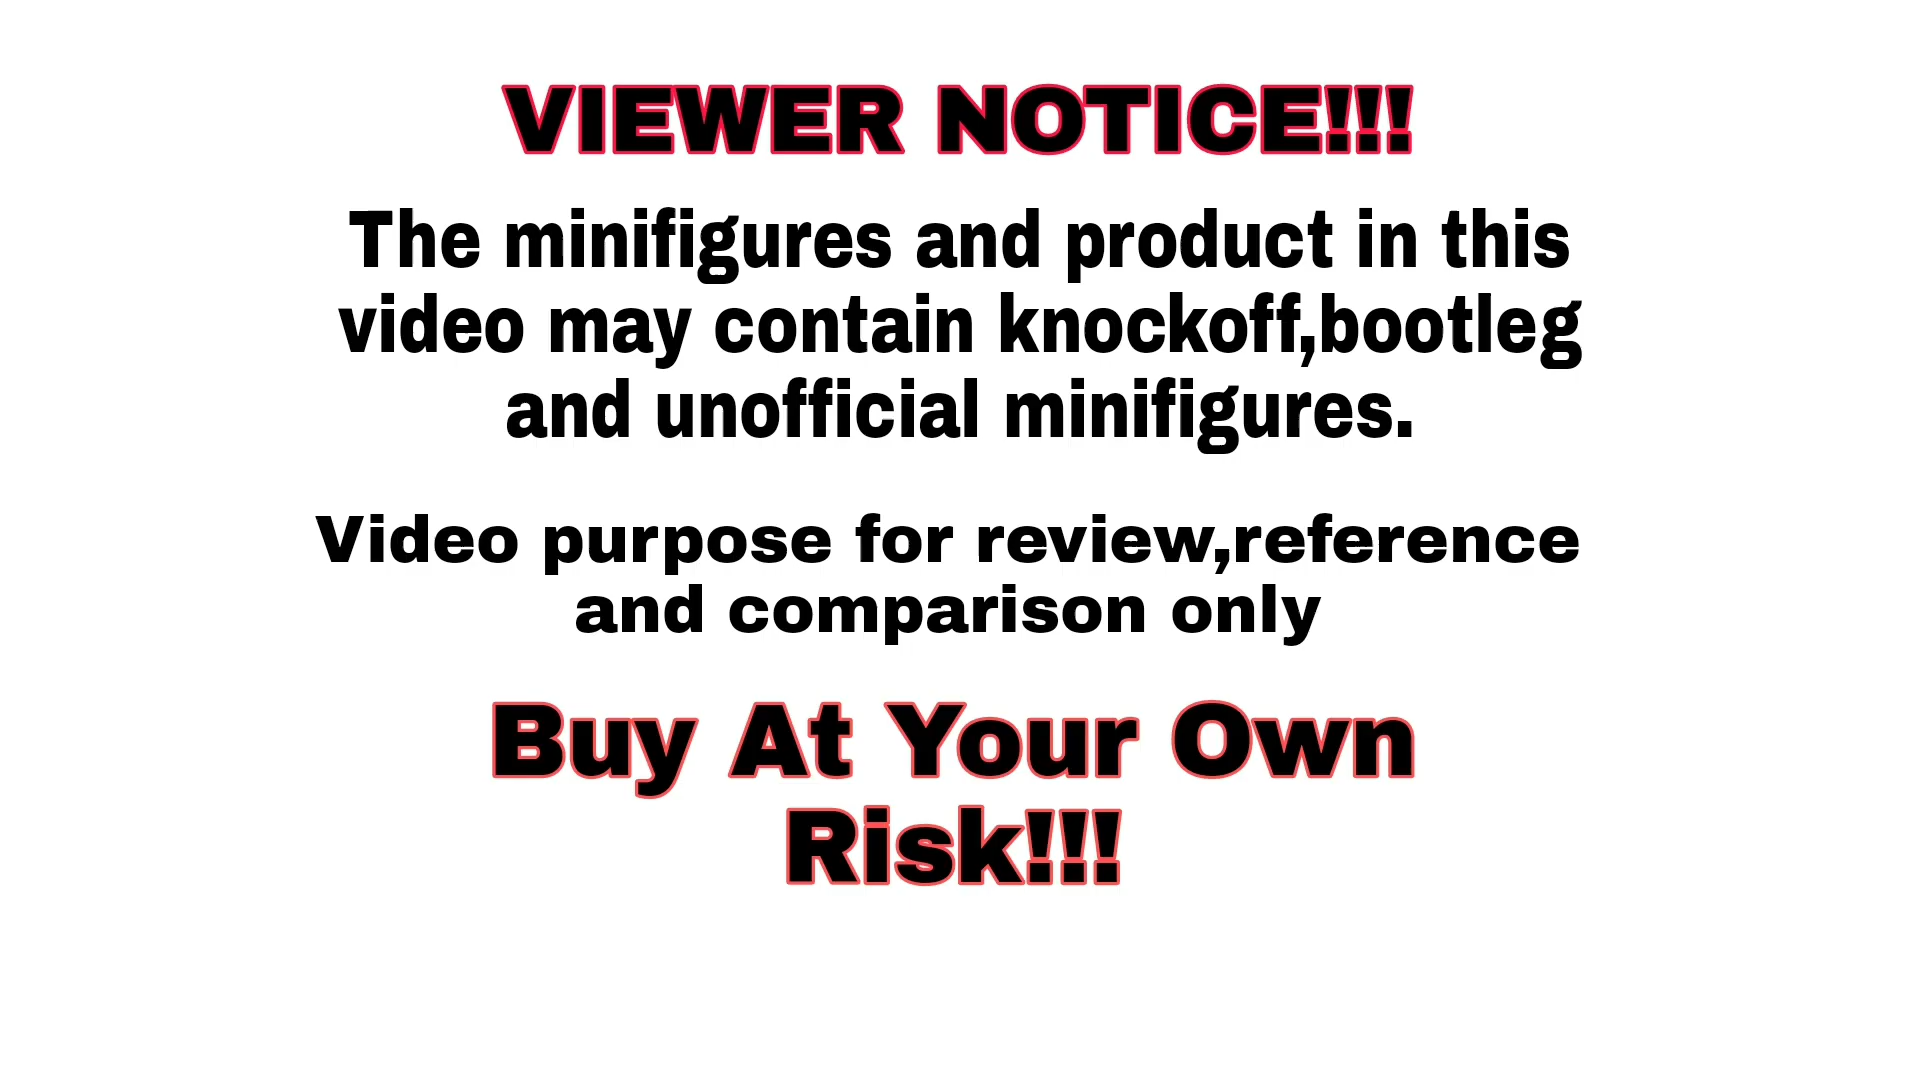 VIEWER NOTICE!!!
The minifigures and product in this
video may contain knockoff,bootleg
and unofficial minifigures.
Video purpose for review,reference
and comparison only
Buy At Your Own
Risk!!!